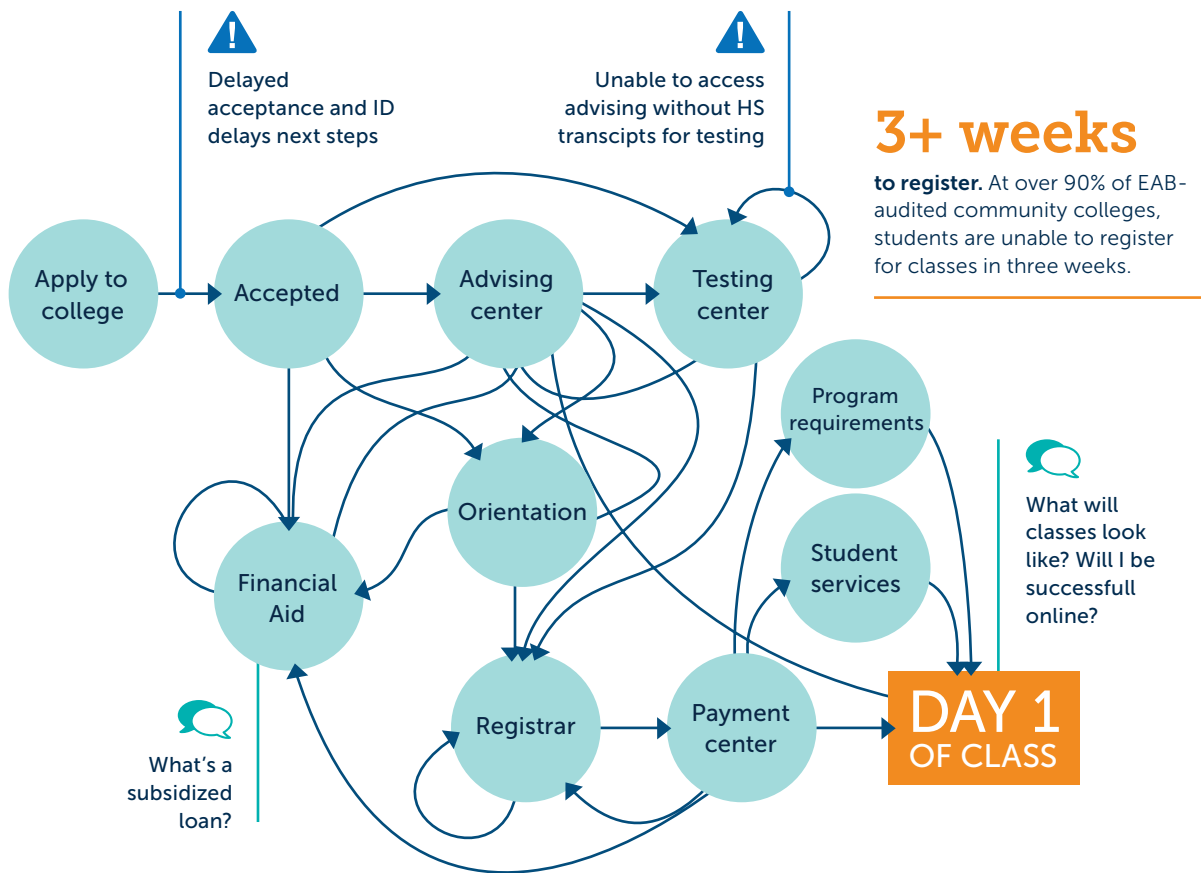 Delayed
acceptance and ID
delays next steps
Unable to access
advising without HS
transcipts for testing
3+ weeks
to register. At over 90% of EAB-
audited community colleges,
students are unable to register
for classes in three weeks.
Apply to
college
Accepted
Advising
center
Testing
center
Program
requirements
Orientation
Student
services
What will
classes look
like? Will I be
successfull
online?
Financial
Aid
Registrar
Payment
center
DAY 1
OF CLASS
What's a
subsidized
loan?